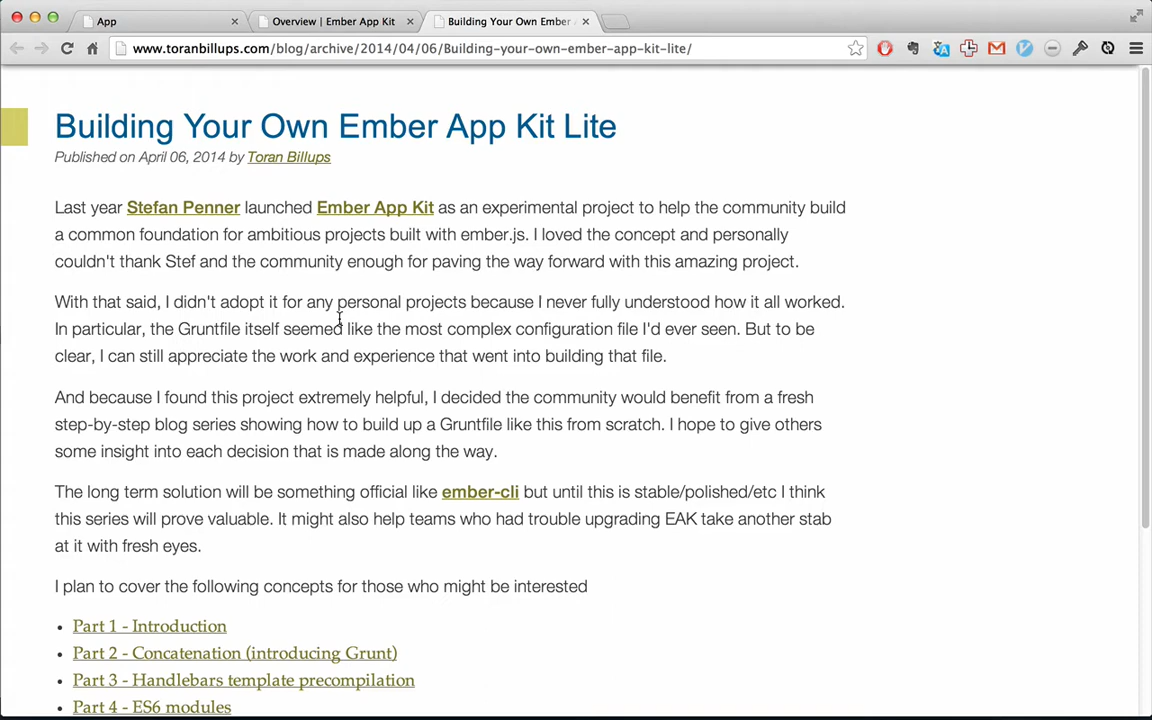 App
Overview | Ember App Kit
Building Your Own Ember A
www.toranbillups.com/blog/archive/2014/04/06/Building-your-own-ember-app-kit-lite/
Building Your Own Ember App Kit Lite
Published on April 06, 2014 by Toran Billups
Last year Stefan Penner launched Ember App Kit as an experimental project to help the community build
a common foundation for ambitious projects built with ember.js. I loved the concept and personally
couldn't thank Stef and the community enough for paving the way forward with this amazing project.
With that said, I didn't adopt it for any personal projects because I never fully understood how it all worked.
In particular, the Gruntfile itself seemed like the most complex configuration file I'd ever seen. But to be
clear, I can still appreciate the work and experience that went into building that file.
And because I found this project extremely helpful, I decided the community would benefit from a fresh
step-by-step blog series showing how to build up a Gruntfile like this from scratch. I hope to give others
some insight into each decision that is made along the way.
The long term solution will be something official like ember-cli but until this is stable/polished/etc I think
this series will prove valuable. It might also help teams who had trouble upgrading EAK take another stab
at it with fresh eyes.
I plan to cover the following concepts for those who might be interested
• Part 1 - Introduction
• Part 2 - Concatenation (introducing Grunt)
• Part 3 - Handlebars template precompilation
• Part 4 - ES6 modules